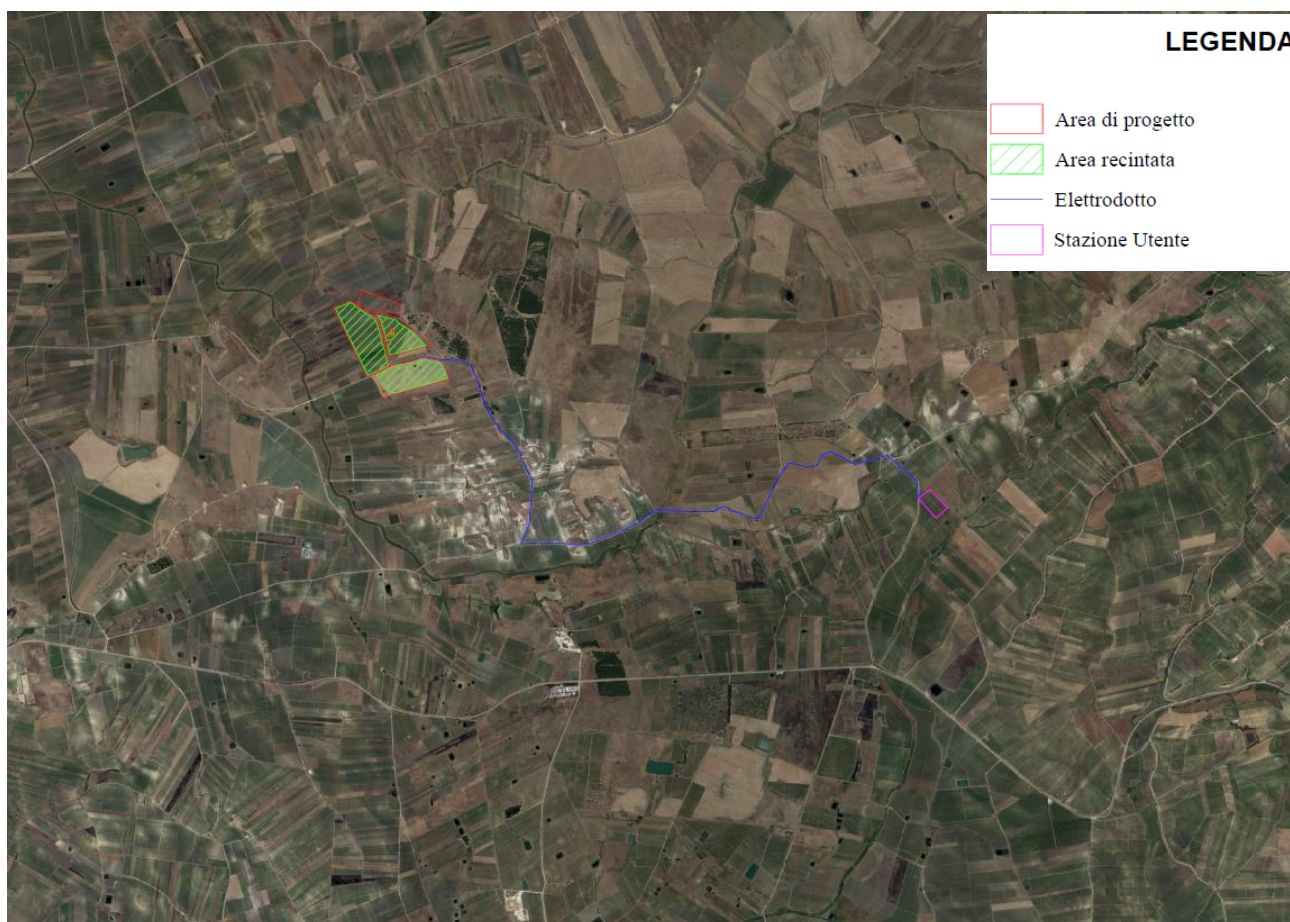 LEGENDA
Area di progetto
Area recintata
Elettrodotto
Stazione Utente